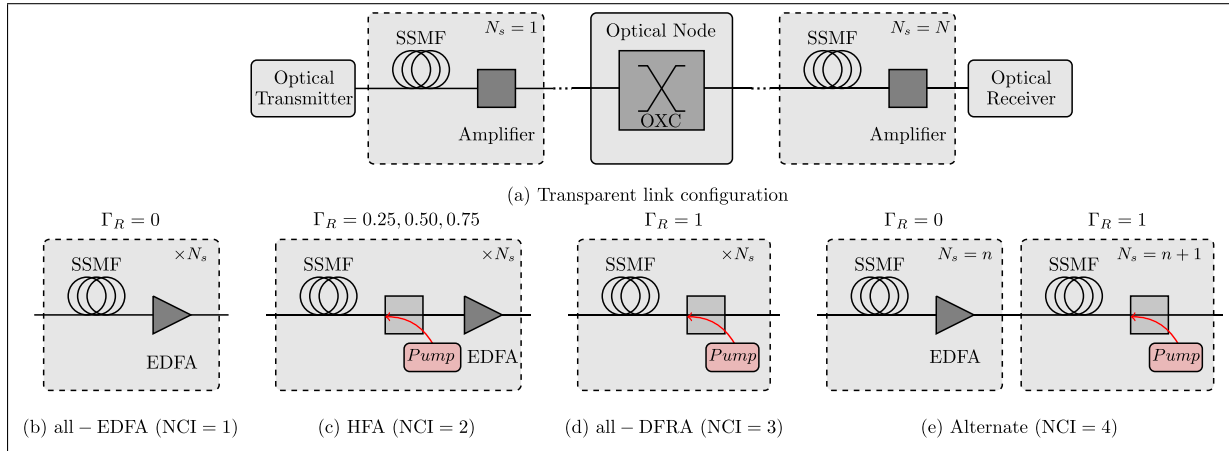 N_s = 1
SSMF
Amplifier
Optical
Transmitter
Optical Node
OXC
N_s = N
SSMF
Amplifier
Optical
Receiver
(a) Transparent link configuration
Γ_R = 0
×N_s
SSMF
EDFA
(b) all – EDFA (NCI = 1)
Γ_R = 0.25, 0.50, 0.75
×N_s
SSMF
Pump
EDFA
(c) HFA (NCI = 2)
Γ_R = 1
×N_s
SSMF
Pump
(d) all – DFRA (NCI = 3)
Γ_R = 0
N_s = n
SSMF
EDFA
Γ_R = 1
N_s = n + 1
SSMF
Pump
(e) Alternate (NCI = 4)